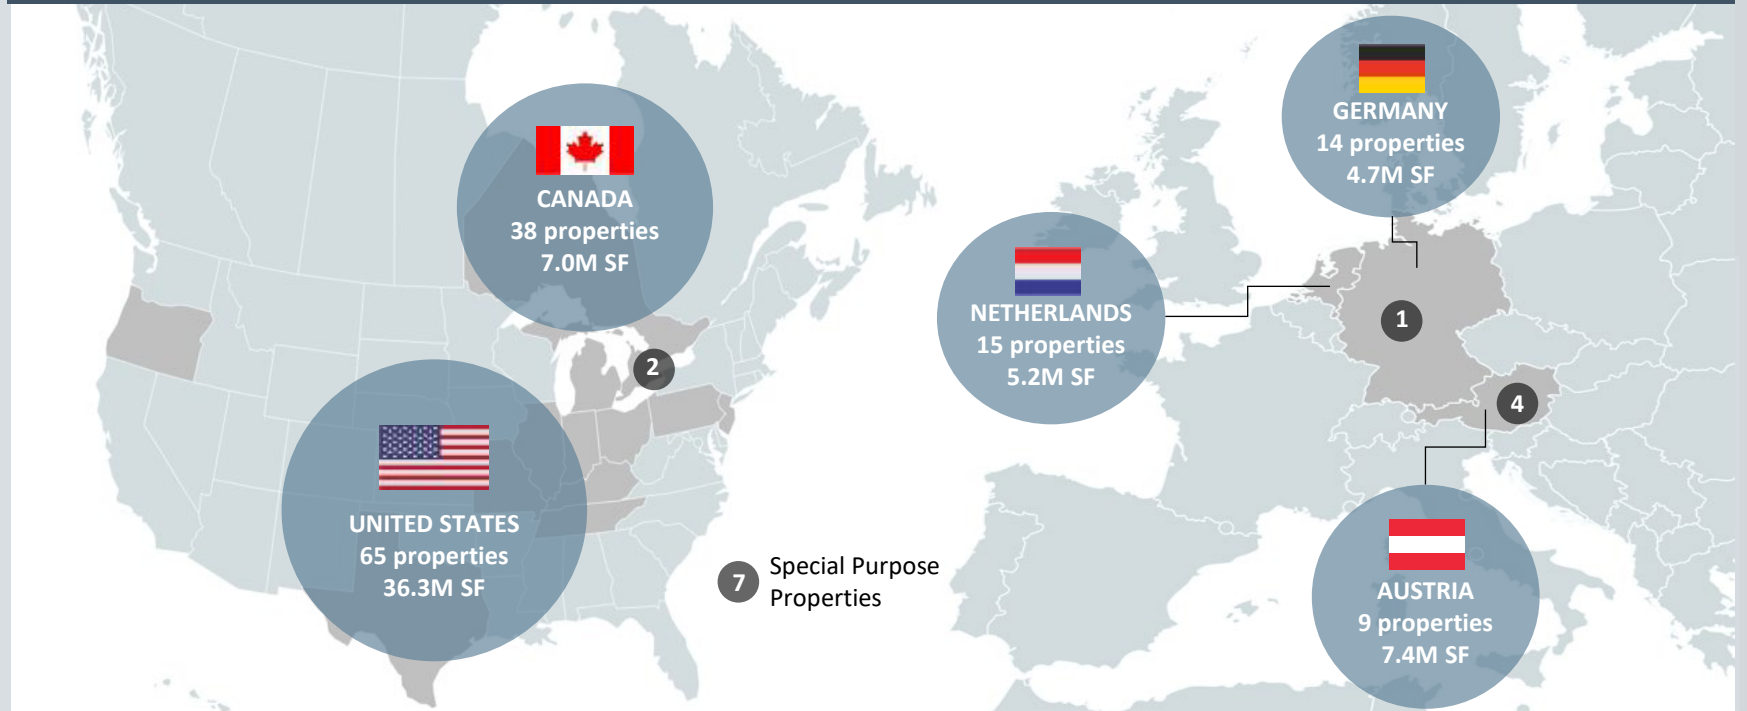 CANADA
38 properties
7.0M SF
2
UNITED STATES
65 properties
36.3M SF
7
Special Purpose
Properties
GERMANY
14 properties
4.7M SF
NETHERLANDS
15 properties
5.2M SF
1
4
AUSTRIA
9 properties
7.4M SF